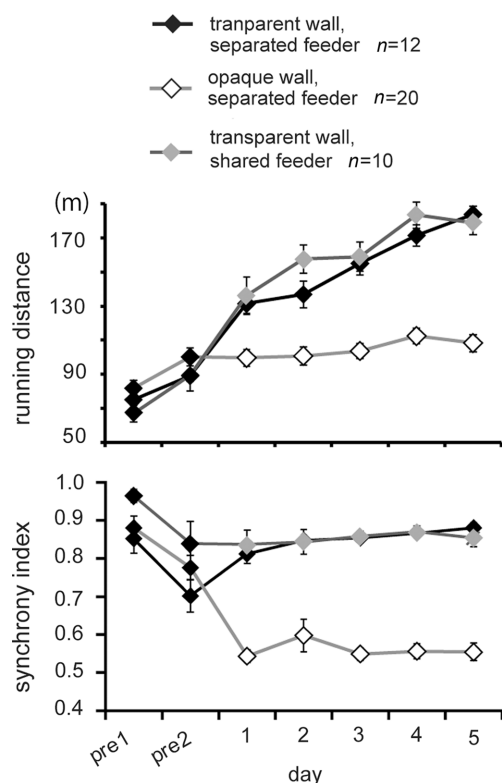 tranparent wall,
separated feeder n=12
opaque wall,
separated feeder n=20
transparent wall,
shared feeder n=10
(m)
170
130
90
50
running distance
1.0
0.9
0.8
0.7
0.6
0.5
0.4
synchrony index
pre1 pre2 1 2 3 4 5
day